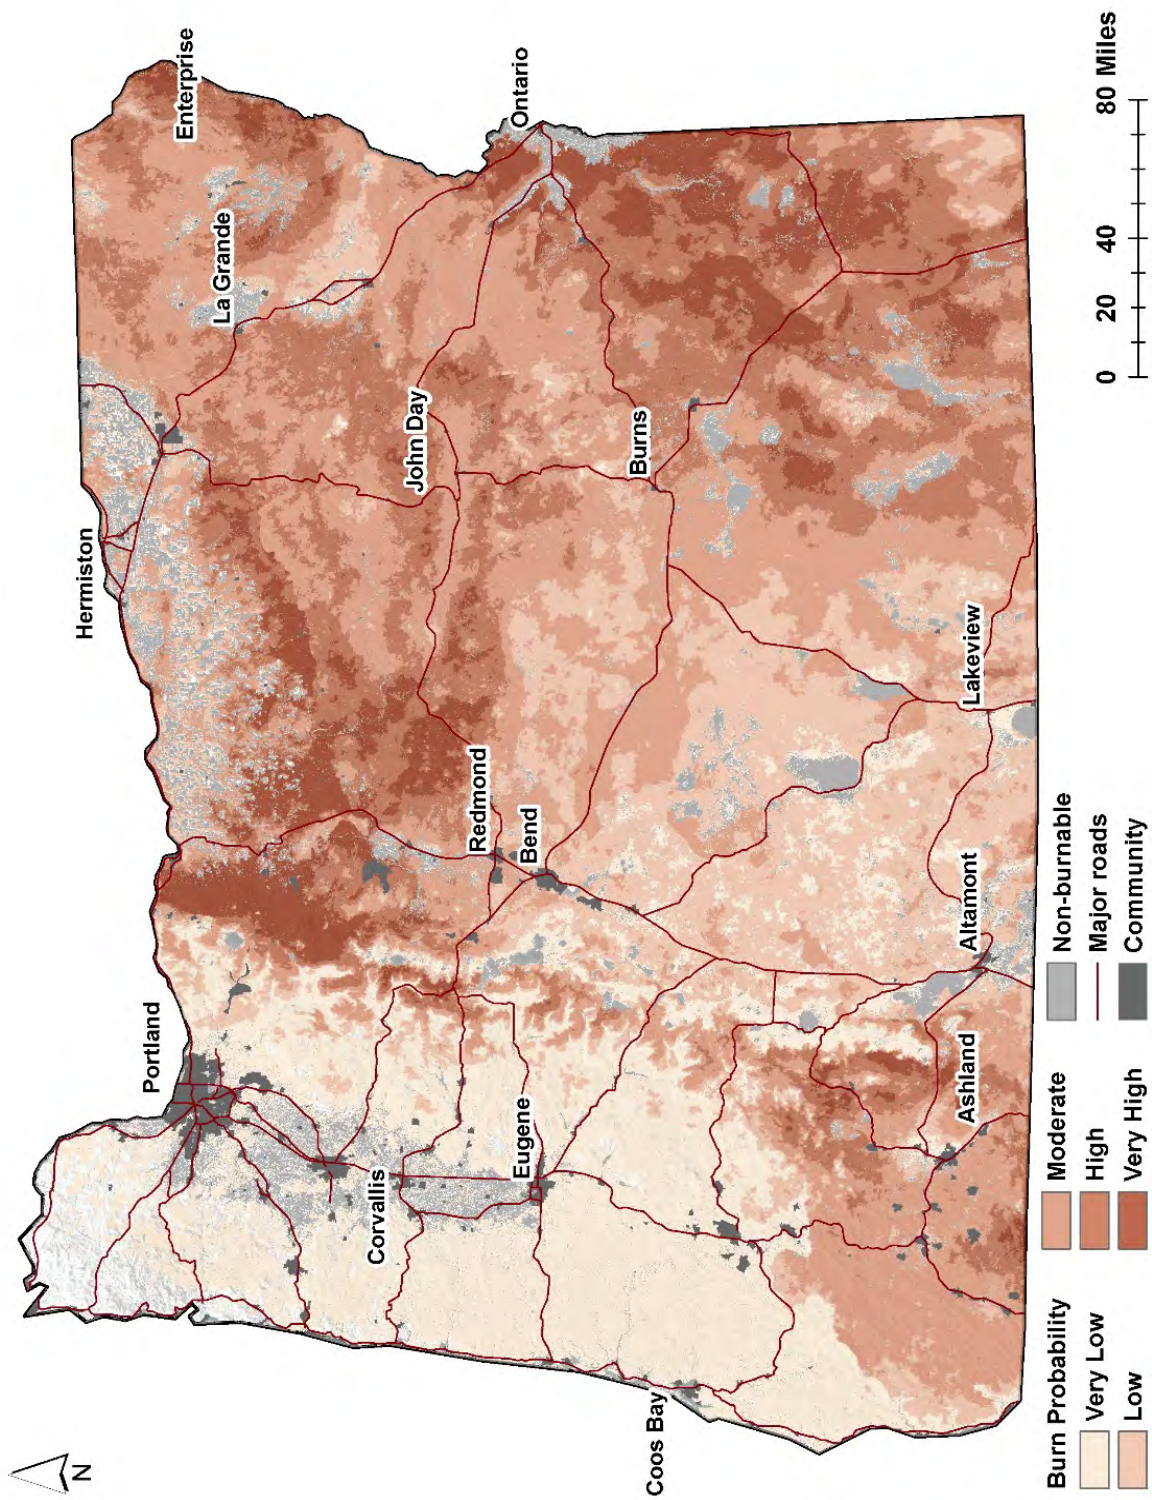 N
Portland
Hermiston
Enterprise
La Grande
Corvallis
John Day
Eugene
Redmond
Bend
Ontario
Burns
Coos Bay
Ashland
Altamont
Lakeview
Burn Probability
Very Low
Low
Moderate
High
Very High
Non-burnable
Major roads
Community
0 20 40 80 Miles